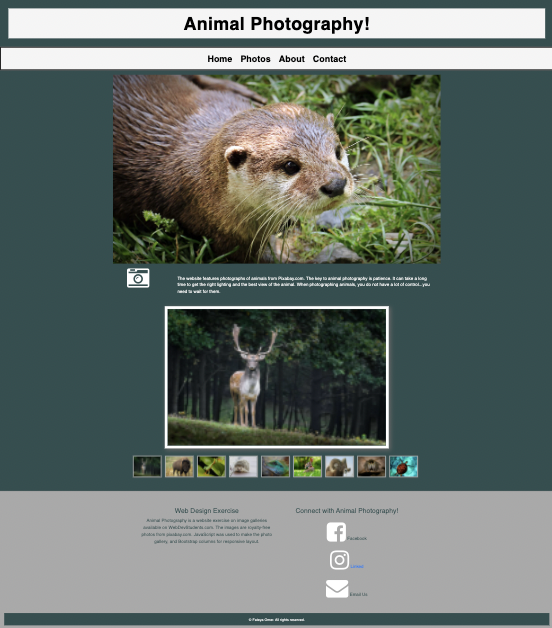 Animal Photography!
Home Photos About Contact
The website features photographs of animals from Pixabay.com. The key to animal photography is patience. It can take a long
time to get the right lighting and the best view of the animal. When photographing animals, you do not have a lot of control...you
need to wait for them.
Web Design Exercise
Animal Photography is a website exercise on image galleries
available on WebDevStudents.com. The images are royalty-free
photos from pixabay.com. JavaScript was used to make the photo
gallery, and Bootstrap columns for responsive layout.
Connect with Animal Photography!
Facebook
Email Us
All rights reserved.